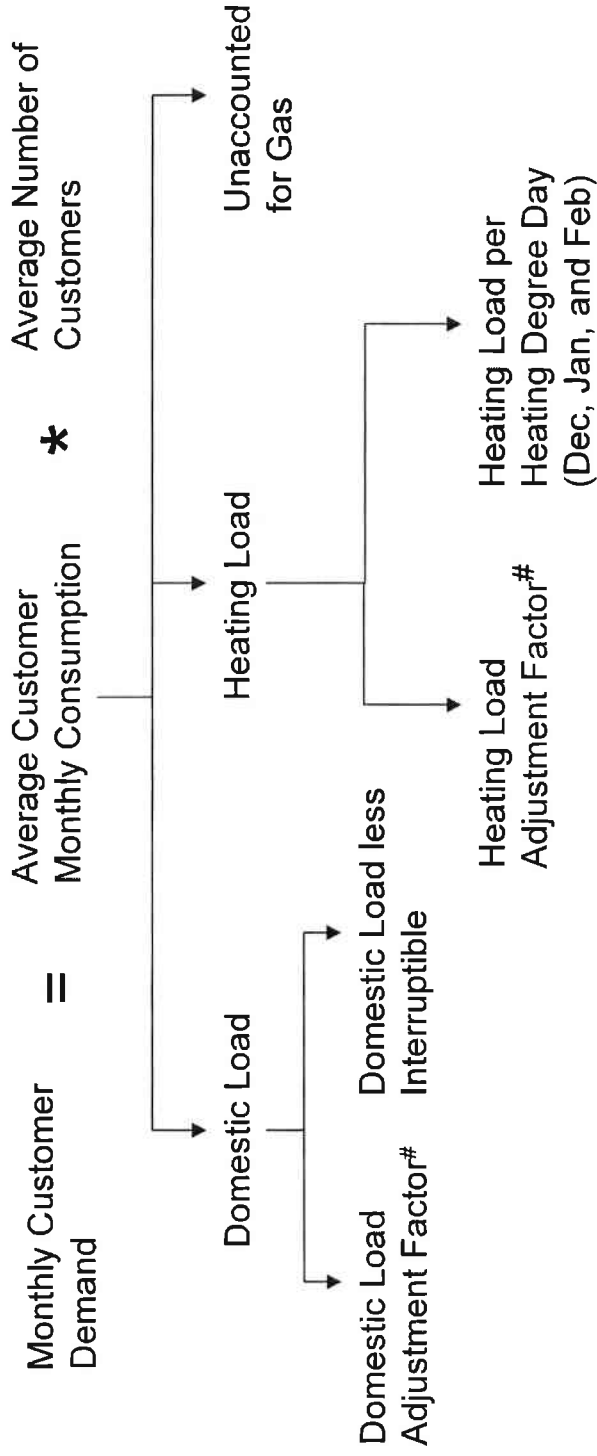 Monthly Customer
Demand
=
Average Customer
Monthly Consumption
*
Average Number of
Customers
Domestic Load
Heating Load
Unaccounted
for Gas
Domestic Load
Adjustment Factor#
Domestic Load less
Interruptible
Heating Load
Adjustment Factor#
Heating Load per
Heating Degree Day
(Dec, Jan, and Feb)